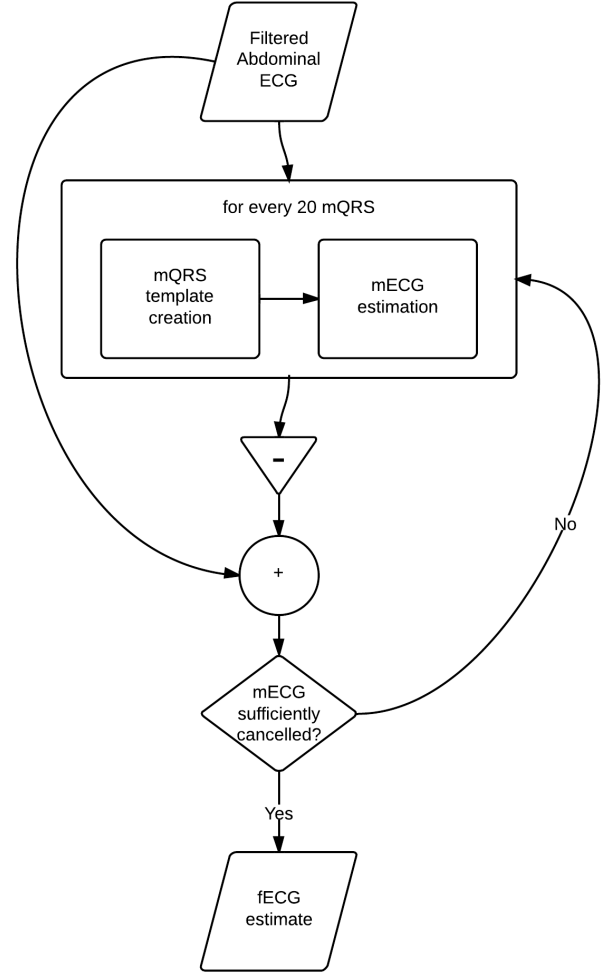 Filtered
Abdominal
ECG
for every 20 mQRS
mQRS
template
creation
mECG
estimation
-
+
No
mECG
sufficiently
cancelled?
Yes
fECG
estimate